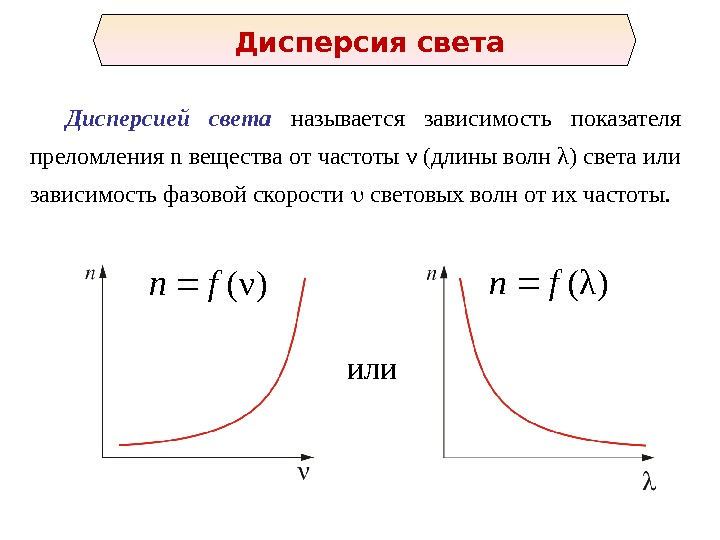 Дисперсия света
Дисперсией света называется зависимость показателя
преломления n вещества от частоты ν (длины волн λ) света или
зависимость фазовой скорости υ световых волн от их частоты.
n n = f (ν)
n n = f (λ)
или
ν
λ